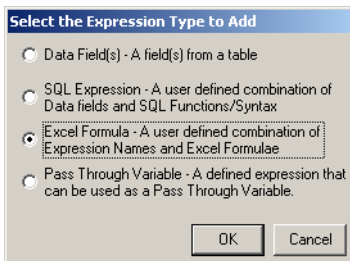 Select the Expression Type to Add
Data Field(s) - A field(s) from a table
SQL Expression - A user defined combination of
Data fields and SQL Functions/Syntax
Excel Formula - A user defined combination of
Expression Names and Excel Formulae
Pass Through Variable - A defined expression that
can be used as a Pass Through Variable.
OK
Cancel